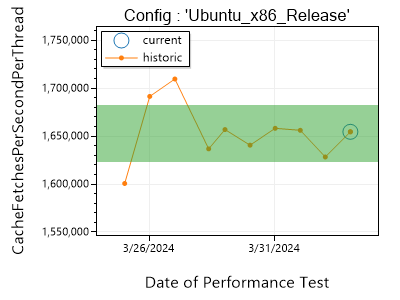 Config : 'Ubuntu_x86_Release'
CacheFetchesPerSecondPerThread
1,750,000
1,700,000
1,650,000
1,600,000
1,550,000
current
historic
3/26/2024
3/31/2024
Date of Performance Test